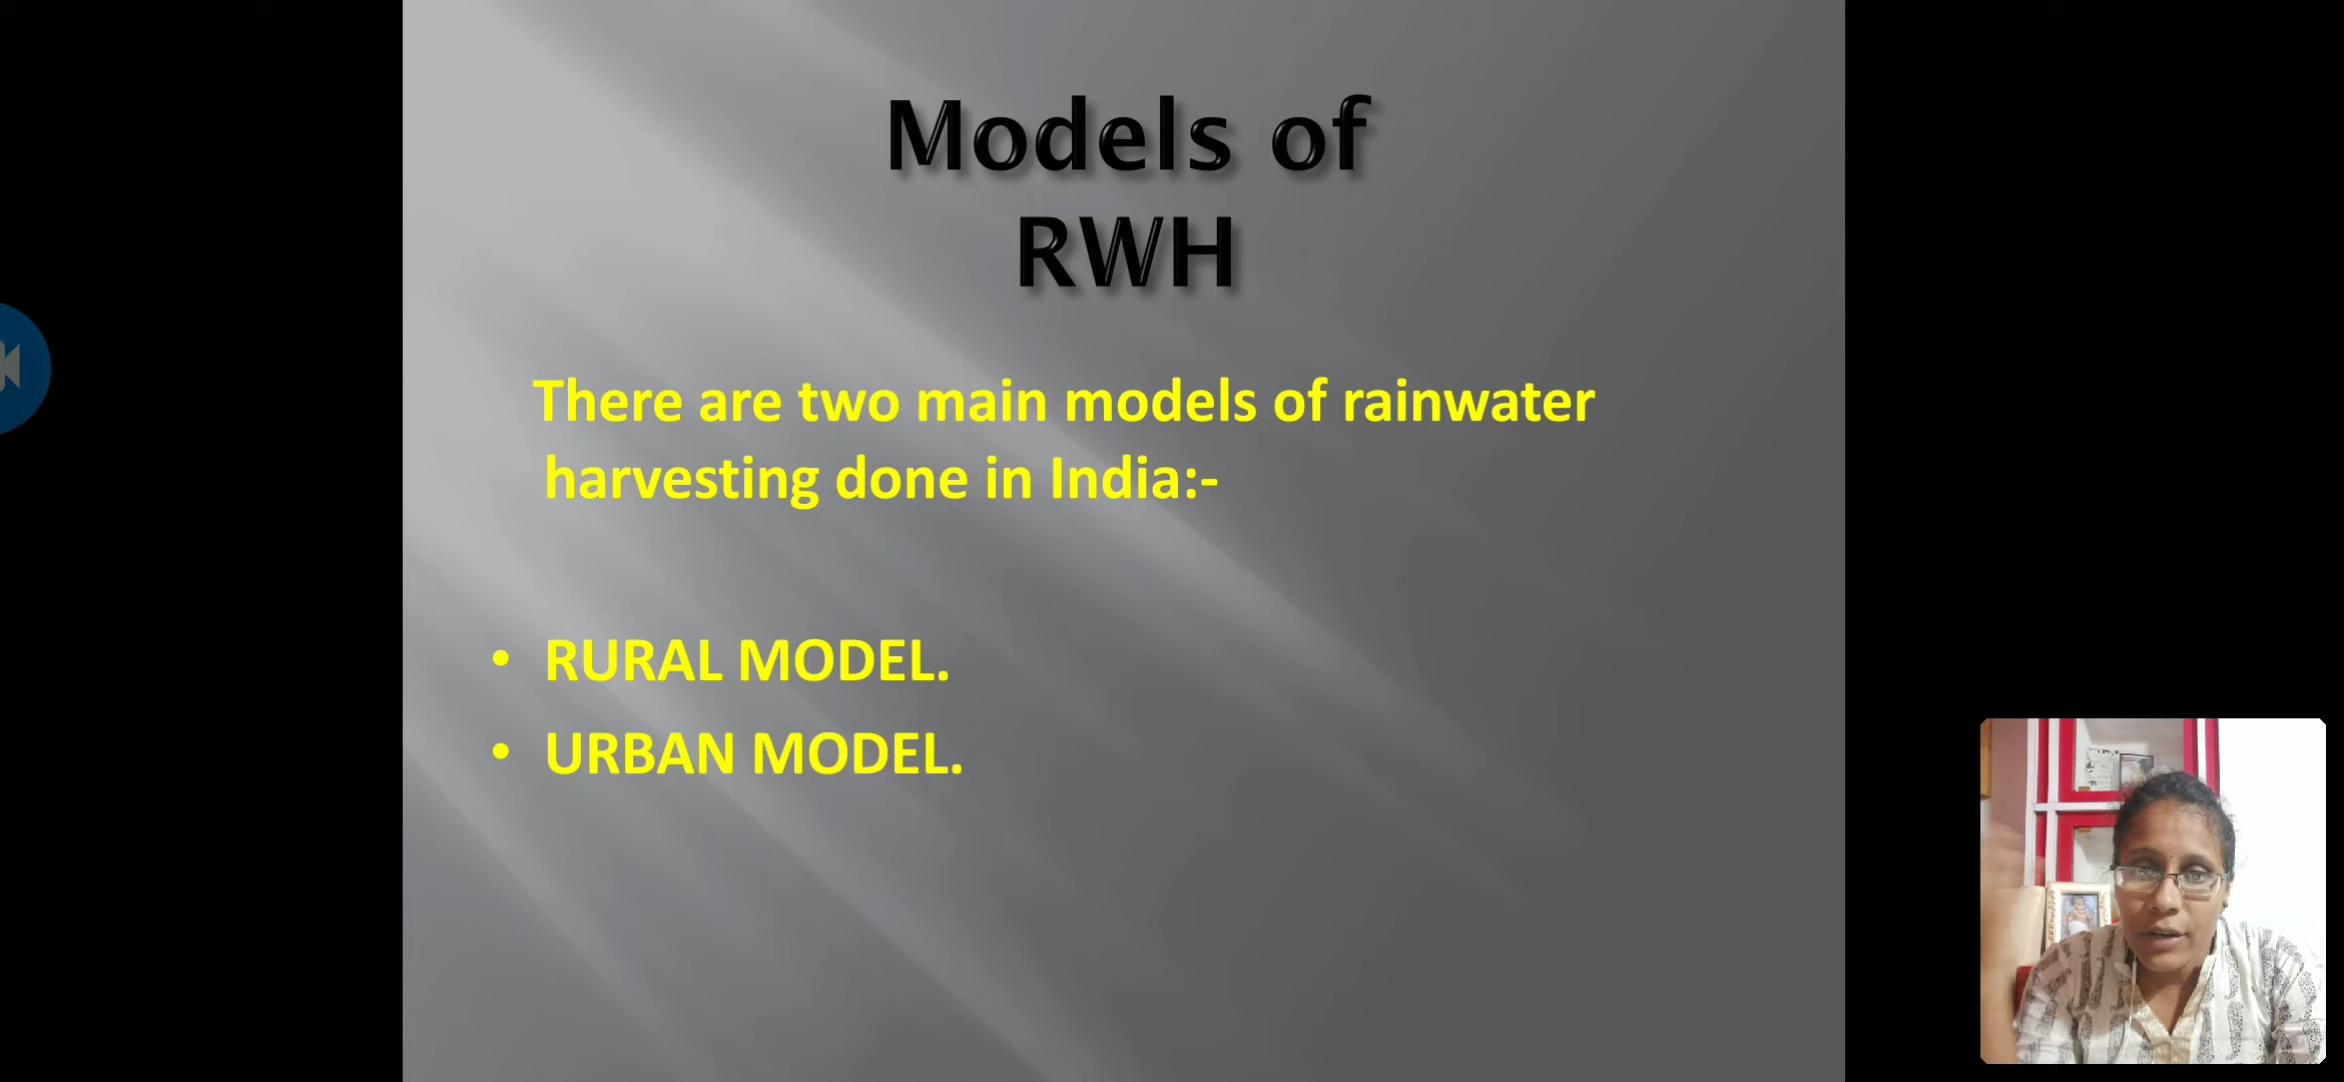 Models of
RWH
There are two main models of rainwater
harvesting done in India:-
• RURAL MODEL.
• URBAN MODEL.